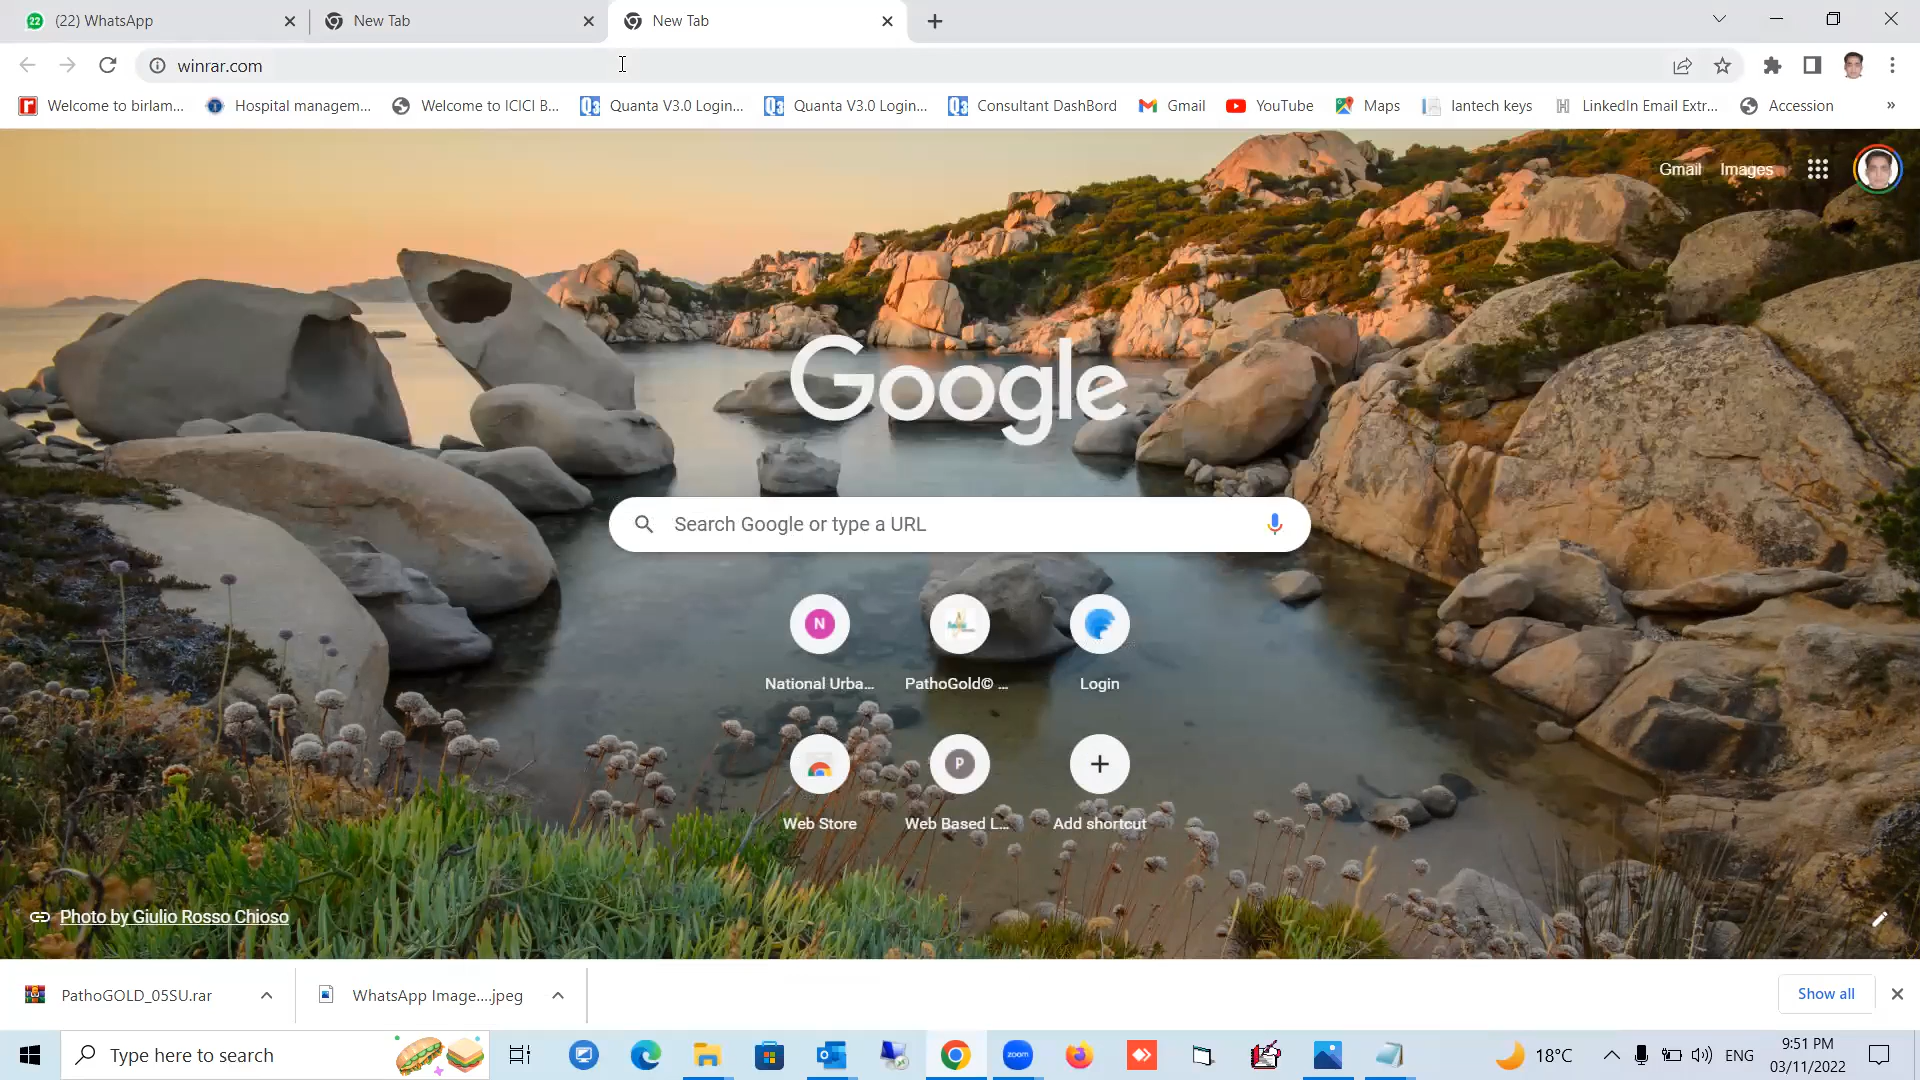 (22) WhatsApp
New Tab
New Tab
winrar.com
Welcome to birlam...
Hospital managem...
Welcome to ICICI B...
Quanta V3.0 Login...
Quanta V3.0 Login...
Consultant DashBord
Gmail
YouTube
Maps
lantech keys
LinkedIn Email Extr...
Accession
»
Gmail Images
Google
Search Google or type a URL
N
National Urba...
PathoGold© ...
Login
P
Web Store
Web Based L...
Add shortcut
Photo by Giulio Rosso Chioso
PathoGOLD_05SU.rar
WhatsApp Image....jpeg
Show all
Type here to search
zoom
18°C
ENG
9:51 PM
03/11/2022